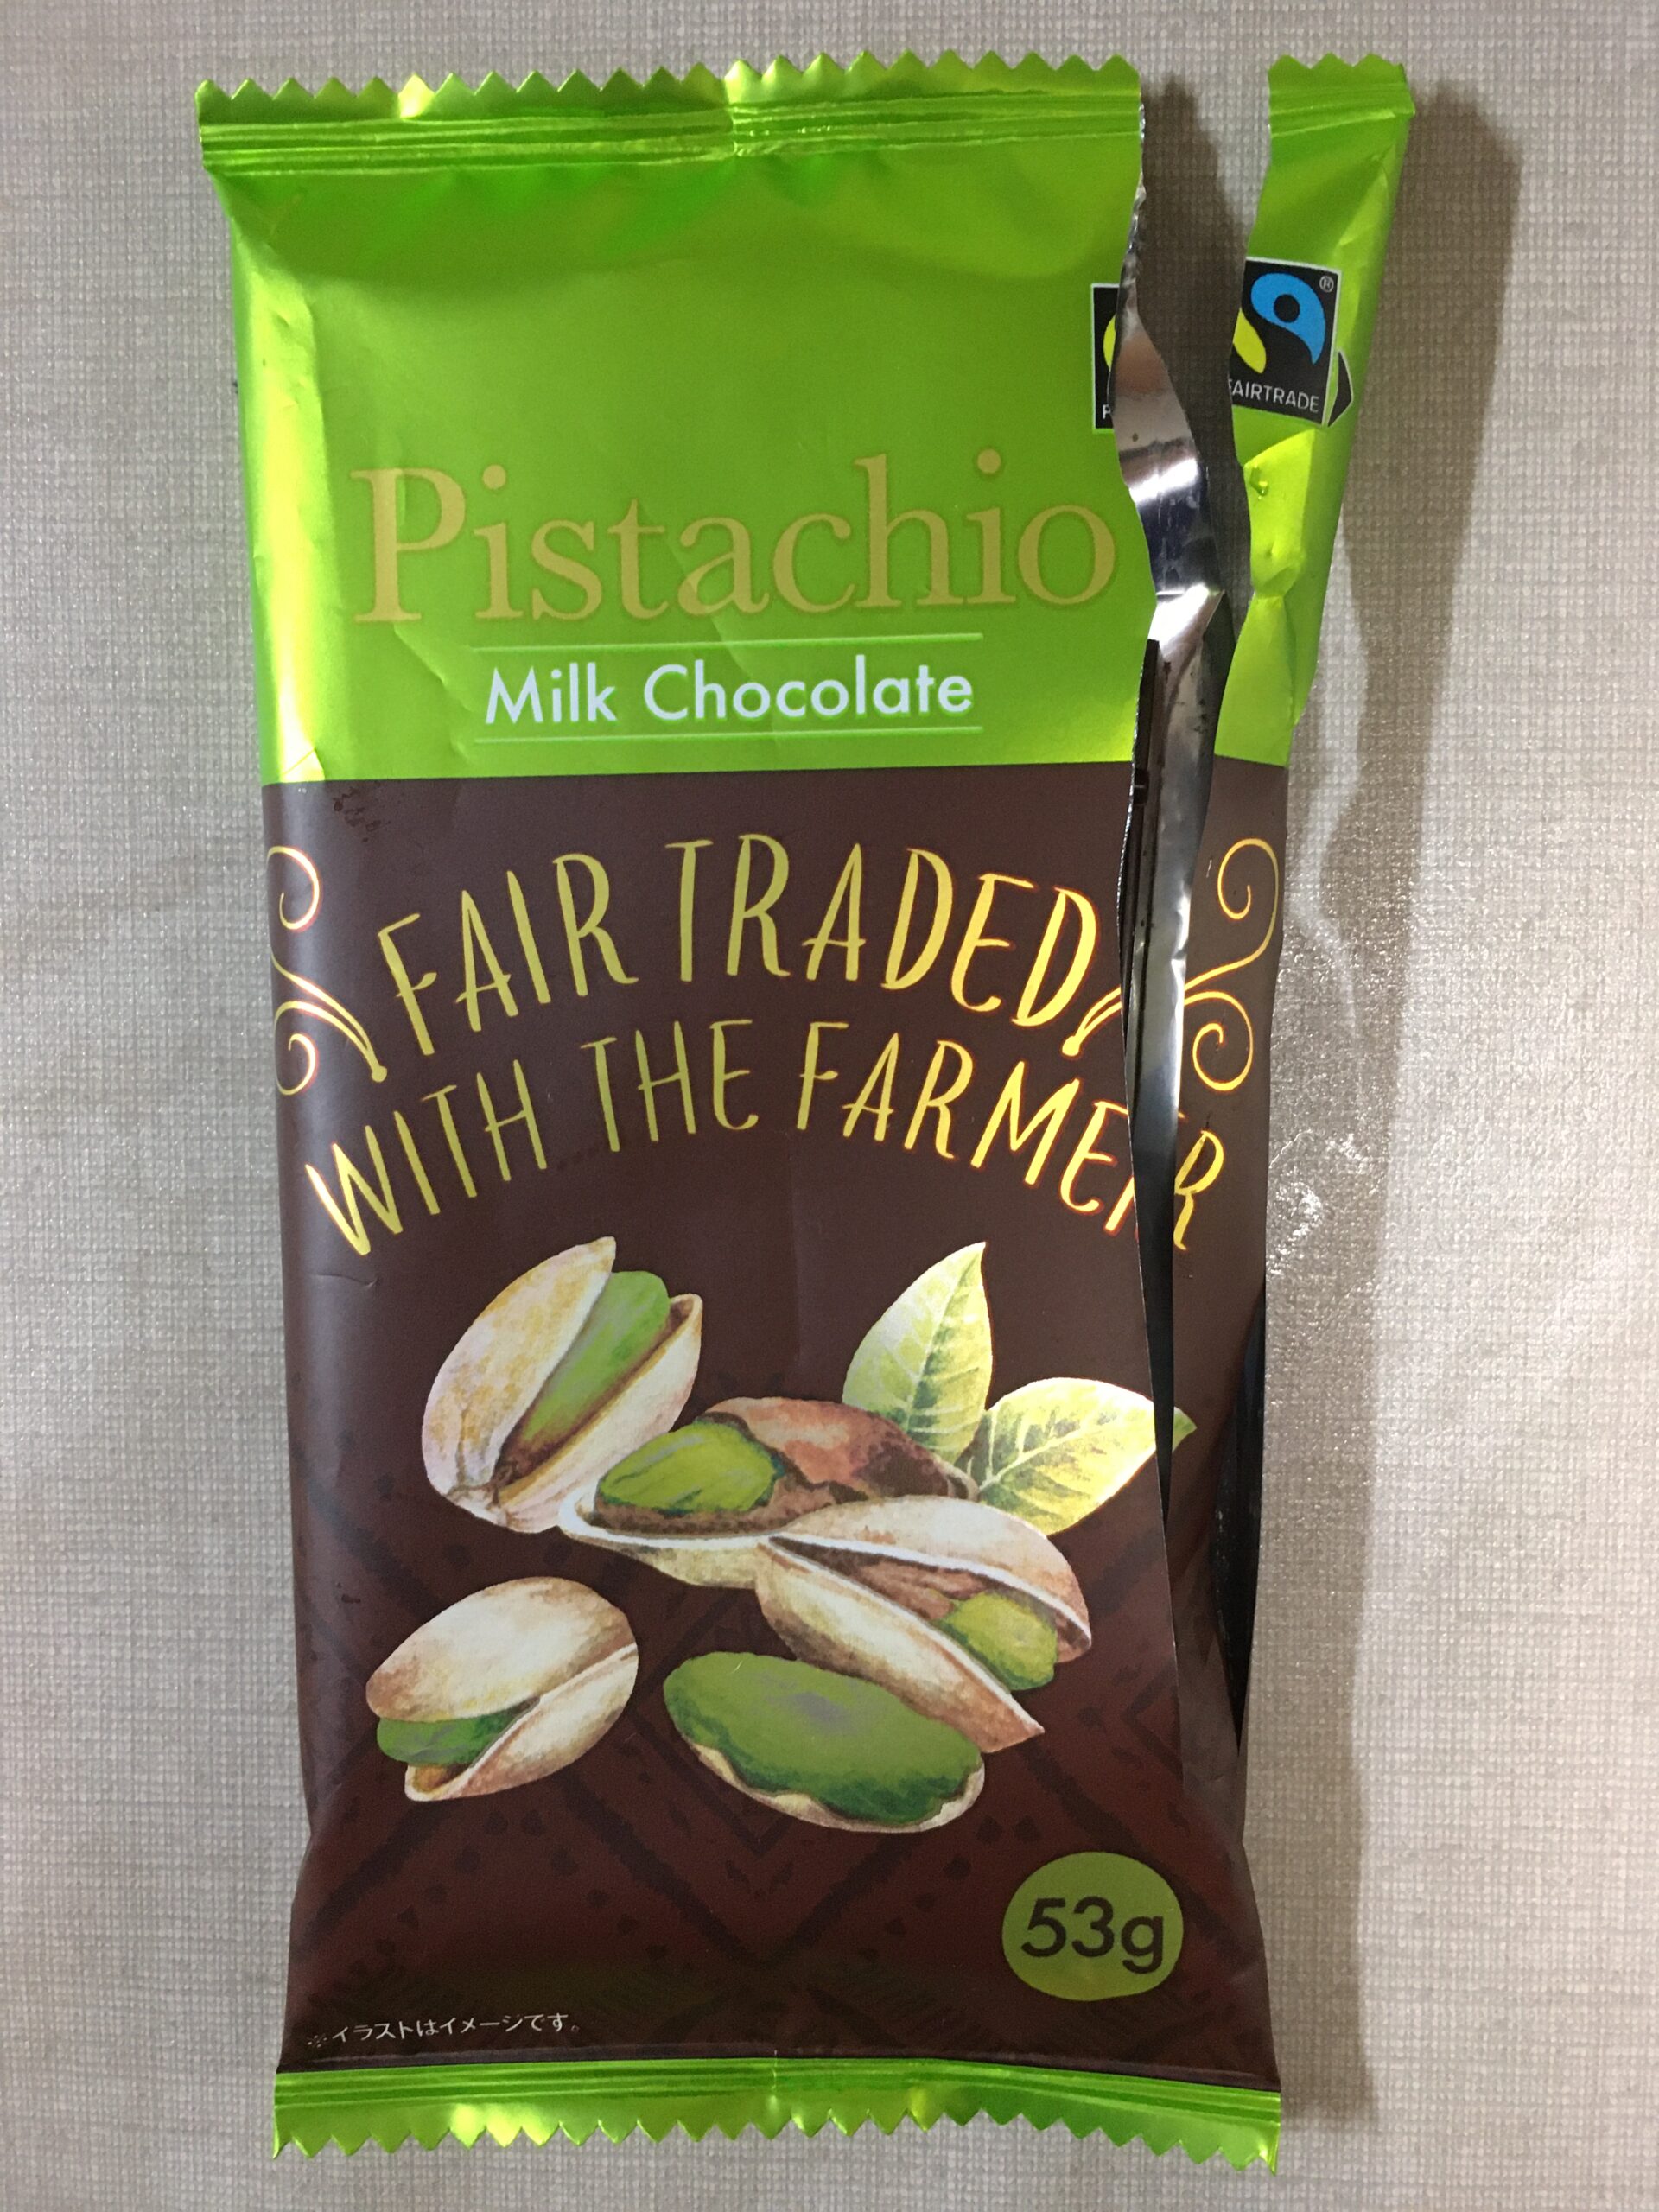 ®
FAIRTRADE
Pistachio
Milk Chocolate
FAIR TRADED
WITH THE FARMER
53g
※イラストはイメージです。